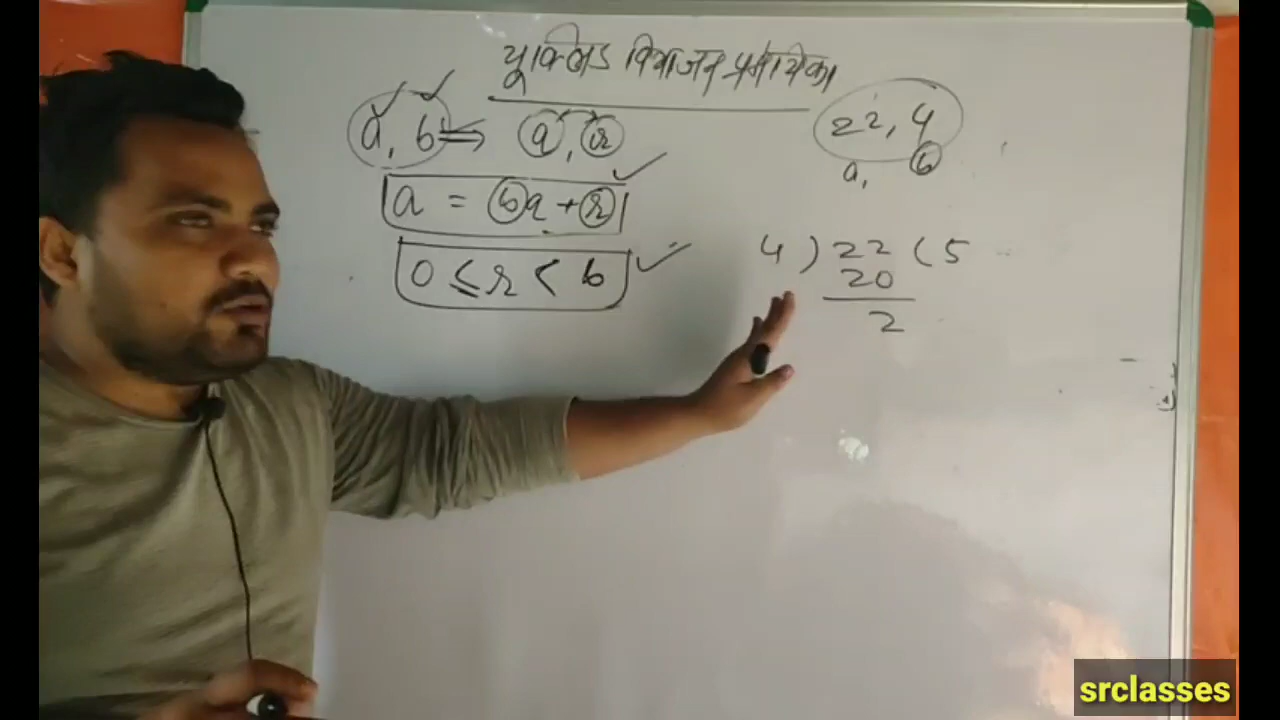 यूक्लिड विभाजन प्रमेयिका
a, b ⇒ q, r
a = bq + r
0 ≤ r < b
22, 4
a, b
4 ) 22 ( 5
20
2
srclasses